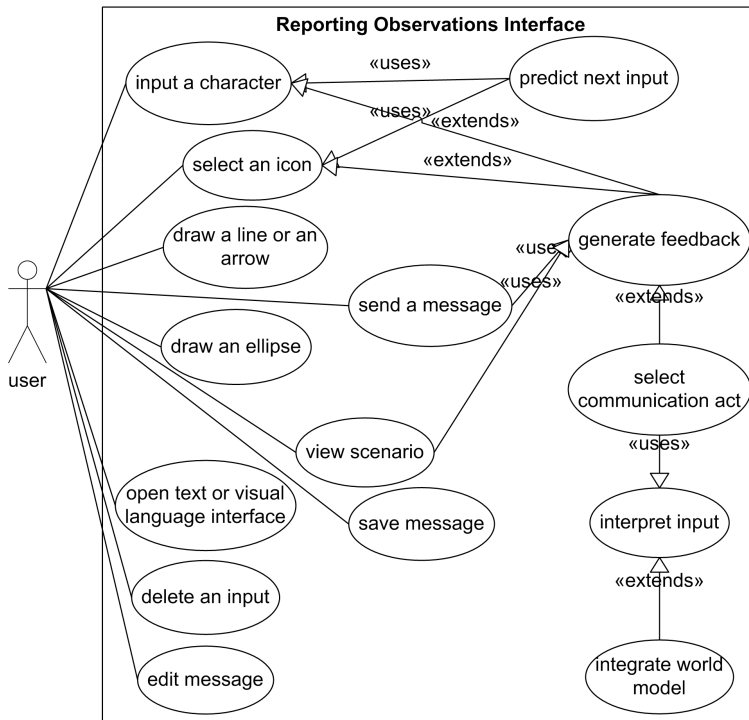 Reporting Observations Interface
input a character
«uses»
predict next input
«uses»
«extends»
select an icon
«extends»
draw a line or an
arrow
«use
generate feedback
«uses»
send a message
«extends»
user
draw an ellipse
select
communication act
view scenario
«uses»
open text or visual
language interface
save message
interpret input
«extends»
delete an input
edit message
integrate world
model